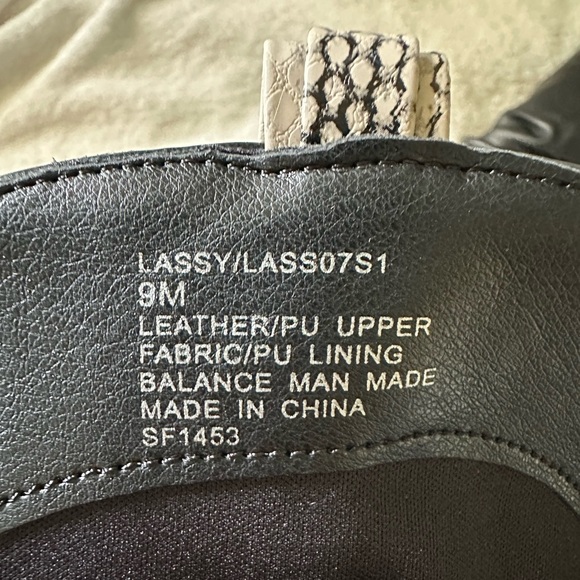 LASSY/LASS07S1
9M
LEATHER/PU UPPER
FABRIC/PU LINING
BALANCE MAN MADE
MADE IN CHINA
SF1453